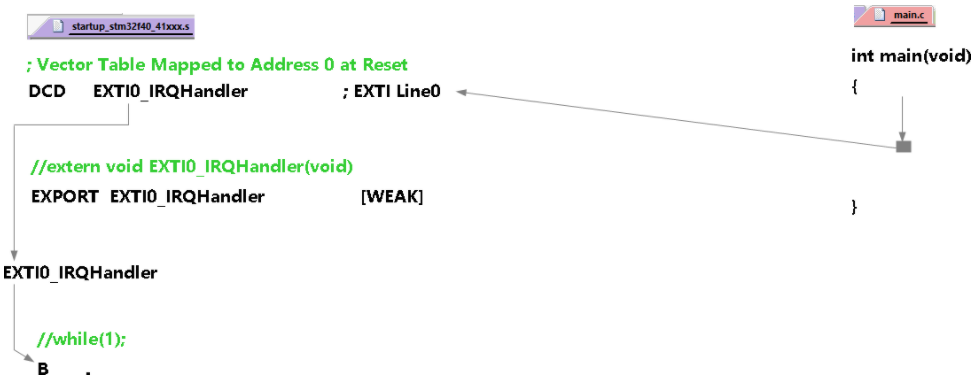 startup_stm32f40_41xxx.s
main.c
; Vector Table Mapped to Address 0 at Reset
int main(void)
DCD EXTI0_IRQHandler ; EXTI Line0
{
//extern void EXTI0_IRQHandler(void)
EXPORT EXTI0_IRQHandler [WEAK]
}
EXTI0_IRQHandler
//while(1);
B .